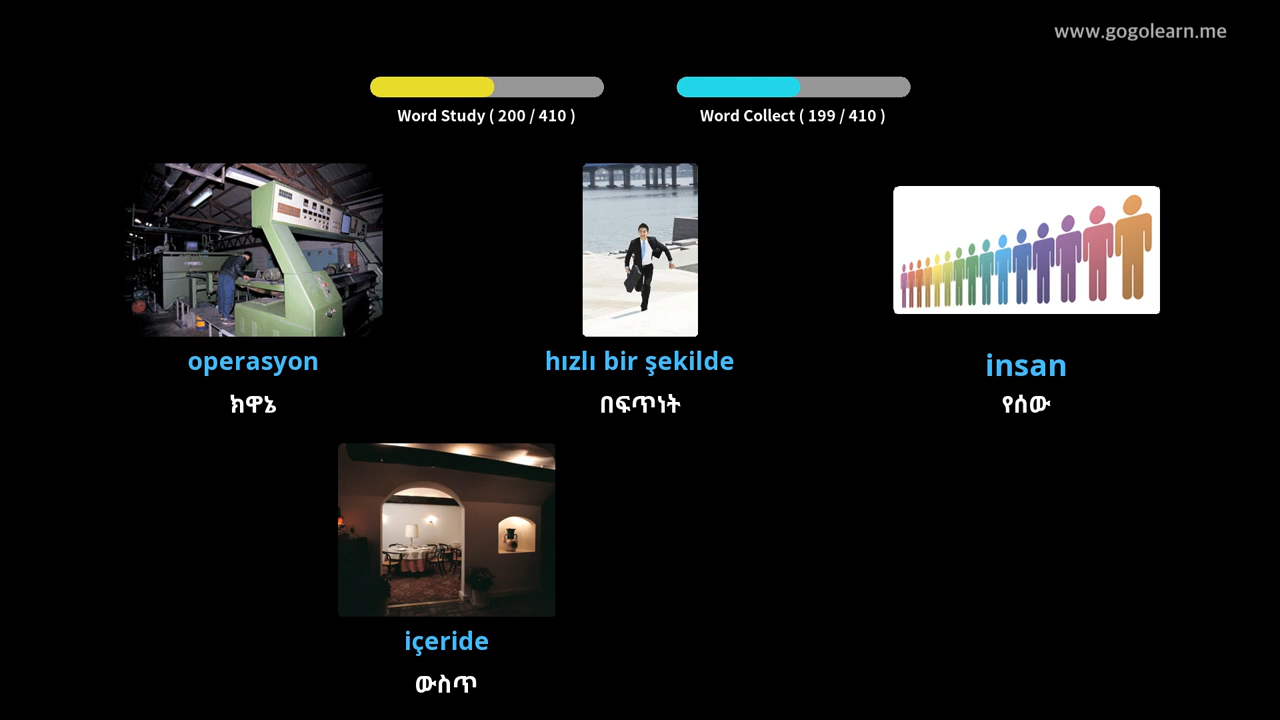 www.gogolearn.me
Word Study ( 200 / 410 )
Word Collect ( 199 / 410 )
operasyon
ክዋኔ
hızlı bir şekilde
በፍጥነት
insan
የሰው
içeride
ውስጥ